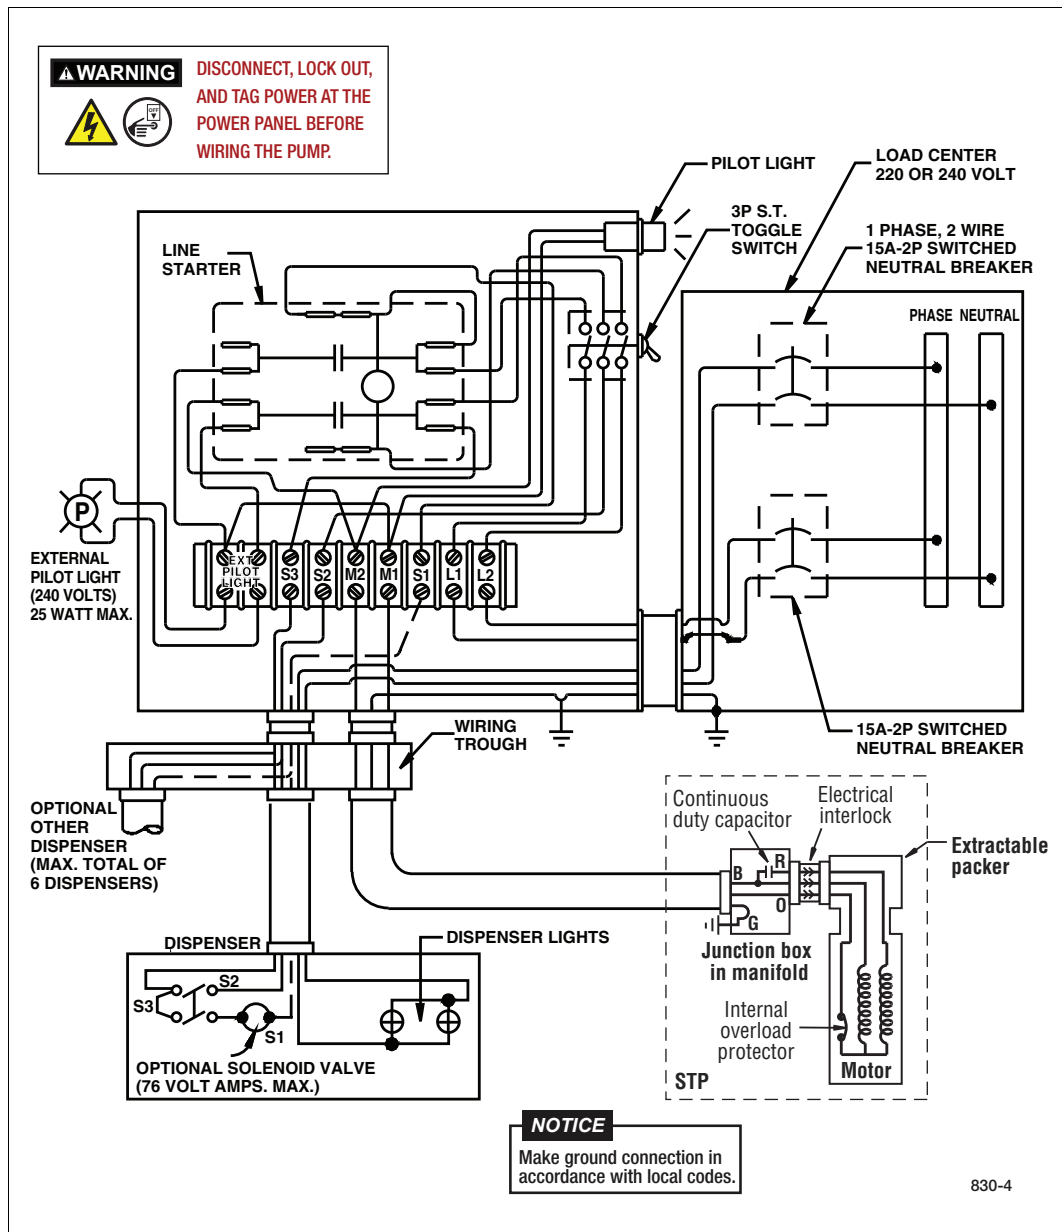 WARNING
DISCONNECT, LOCK OUT,
AND TAG POWER AT THE
POWER PANEL BEFORE
WIRING THE PUMP.
OFF
PILOT LIGHT
LOAD CENTER
220 OR 240 VOLT
3P S.T.
TOGGLE
SWITCH
1 PHASE, 2 WIRE
15A-2P SWITCHED
NEUTRAL BREAKER
LINE
STARTER
PHASE NEUTRAL
P
EXTERNAL
PILOT LIGHT
(240 VOLTS)
25 WATT MAX.
EXT
PILOT
LIGHT
S3
S2
M2
M1
S1
L1
L2
WIRING
TROUGH
15A-2P SWITCHED
NEUTRAL BREAKER
OPTIONAL
OTHER
DISPENSER
(MAX. TOTAL OF
6 DISPENSERS)
Continuous
duty capacitor
Electrical
interlock
Extractable
packer
B
R
O
G
Junction box
in manifold
Internal
overload
protector
Motor
STP
DISPENSER
DISPENSER LIGHTS
S2
S3
S1
OPTIONAL SOLENOID VALVE
(76 VOLT AMPS. MAX.)
NOTICE
Make ground connection in
accordance with local codes.
830-4